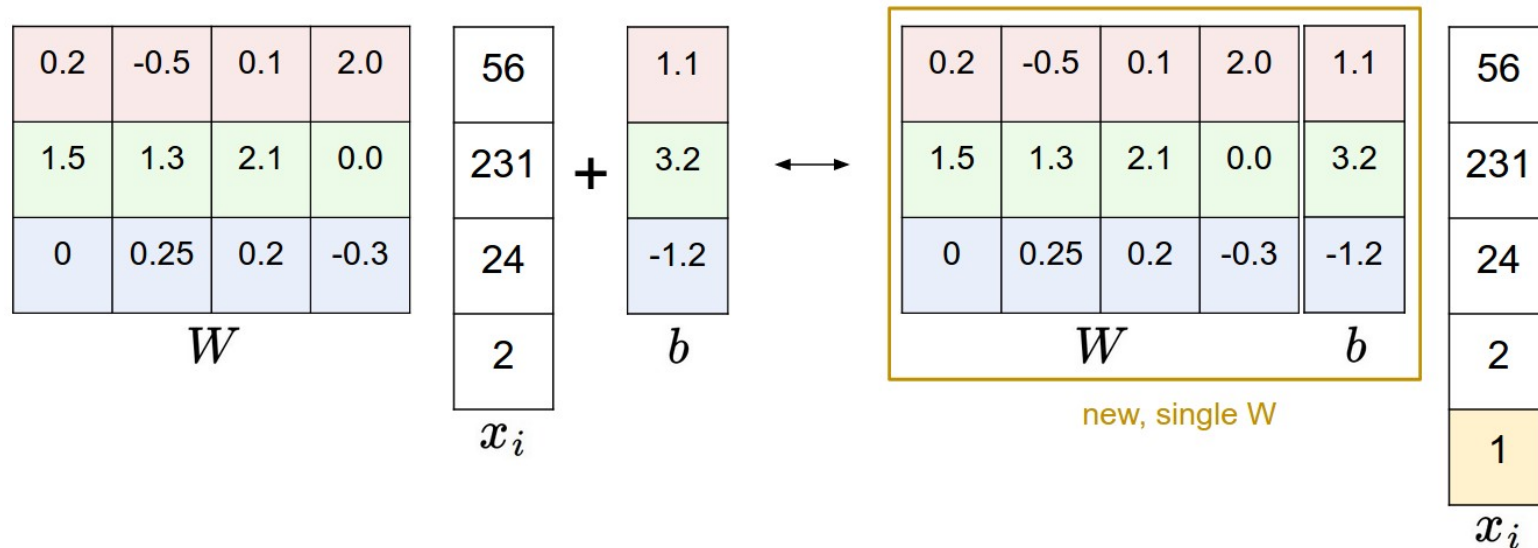 0.2 -0.5 0.1 2.0 56 1.1 0.2 -0.5 0.1 2.0 1.1 56
1.5 1.3 2.1 0.0 231 + 3.2 ↔ 1.5 1.3 2.1 0.0 3.2 231
0 0.25 0.2 -0.3 24 -1.2 0 0.25 0.2 -0.3 -1.2 24
W 2 b W b 2
x_i new, single W 1
x_i